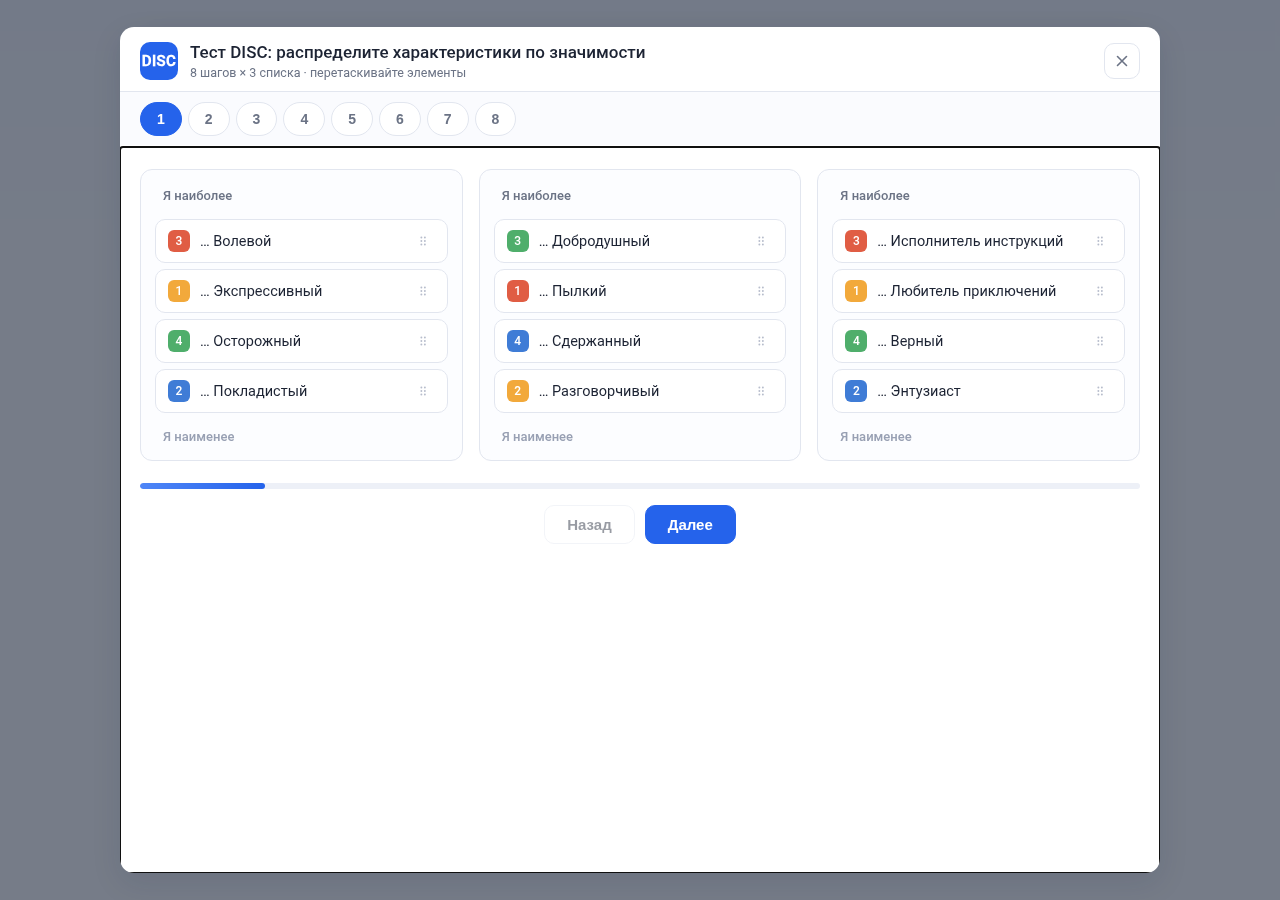 DISC
Тест DISC: распределите характеристики по значимости
8 шагов × 3 списка · перетаскивайте элементы
1 2 3 4 5 6 7 8
Я наиболее
3 … Волевой
1 … Экспрессивный
4 … Осторожный
2 … Покладистый
Я наименее
Я наиболее
3 … Добродушный
1 … Пылкий
4 … Сдержанный
2 … Разговорчивый
Я наименее
Я наиболее
3 … Исполнитель инструкций
1 … Любитель приключений
4 … Верный
2 … Энтузиаст
Я наименее
Назад
Далее